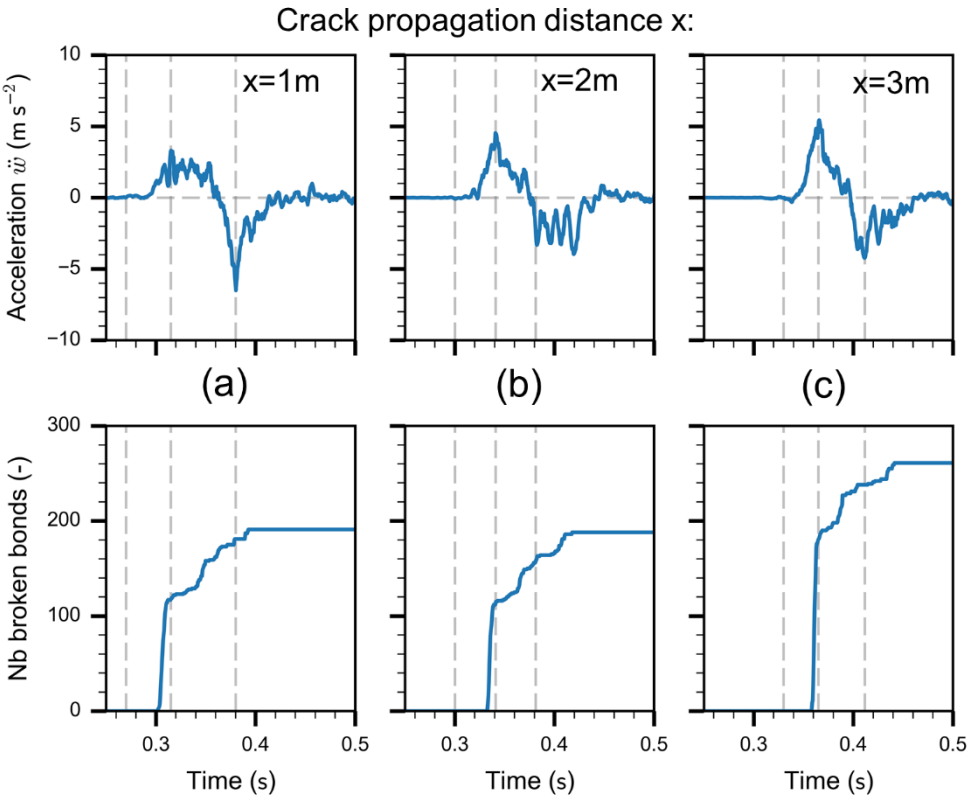 Crack propagation distance x:
x=1m
x=2m
x=3m
Acceleration ẅ (m s⁻²)
10
5
0
−5
−10
(a)
(b)
(c)
Nb broken bonds (-)
300
200
100
0
0.3
0.4
0.5
0.3
0.4
0.5
0.3
0.4
0.5
Time (s)
Time (s)
Time (s)